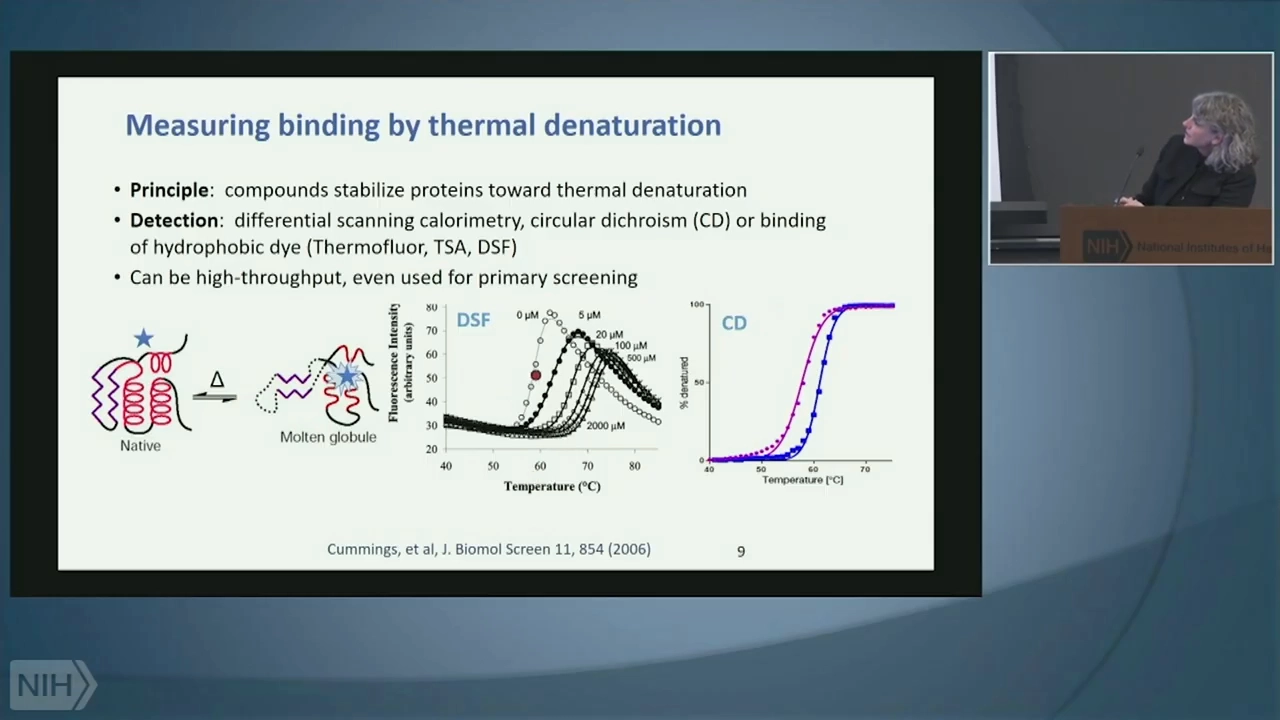 Measuring binding by thermal denaturation
• Principle: compounds stabilize proteins toward thermal denaturation
• Detection: differential scanning calorimetry, circular dichroism (CD) or binding
of hydrophobic dye (Thermofluor, TSA, DSF)
• Can be high-throughput, even used for primary screening
Δ
Native
Molten globule
Fluorescence Intensity
(arbitrary units)
80
70
60
50
40
30
20
DSF
0 µM
5 µM
20 µM
100 µM
500 µM
2000 µM
40 50 60 70 80
Temperature (°C)
% denatured
100
50
0
CD
40 50 60 70
Temperature [°C]
Cummings, et al, J. Biomol Screen 11, 854 (2006)
9
NIH National Institutes of
NIH